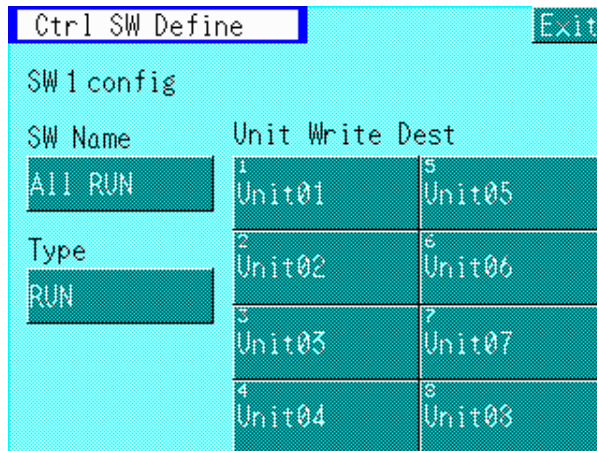 Ctrl SW Define
Exit
SW 1 config
SW Name
All RUN
Type
RUN
Unit Write Dest
1
Unit01
5
Unit05
2
Unit02
6
Unit06
3
Unit03
7
Unit07
4
Unit04
8
Unit08